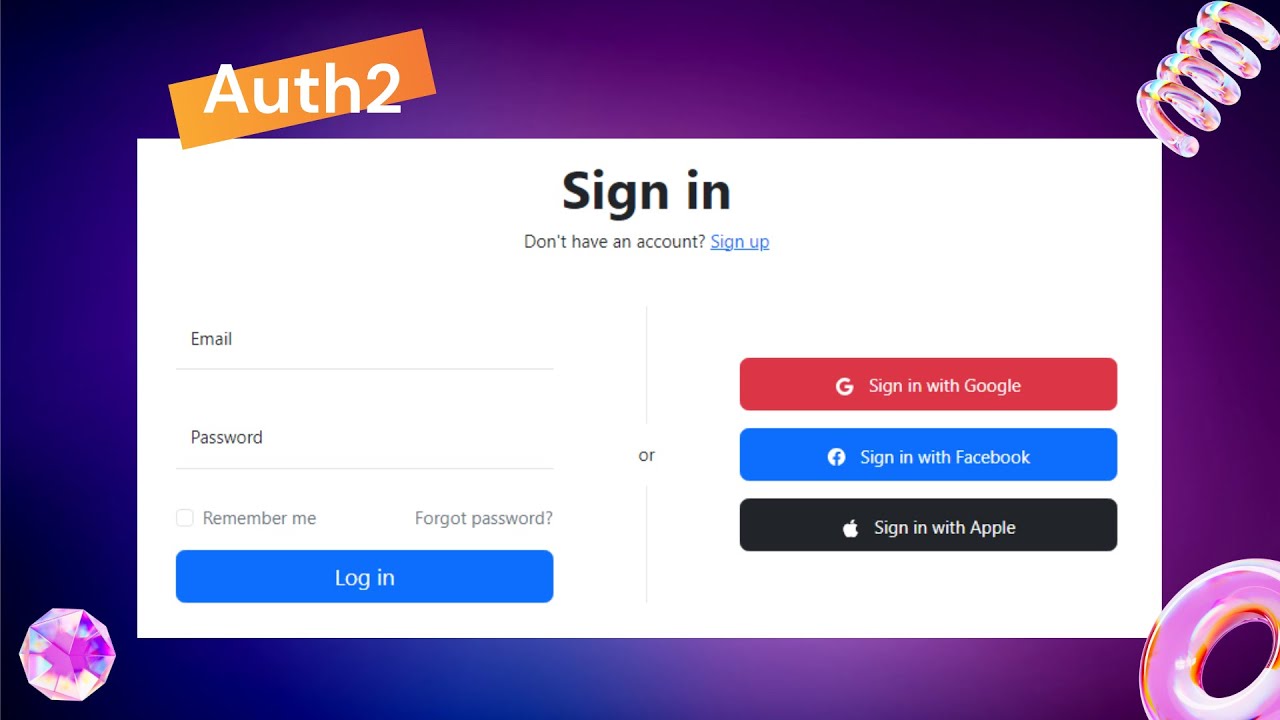 Auth2
Sign in
Don't have an account? Sign up
Email
Password
Remember me
Forgot password?
Log in
or
Sign in with Google
Sign in with Facebook
Sign in with Apple